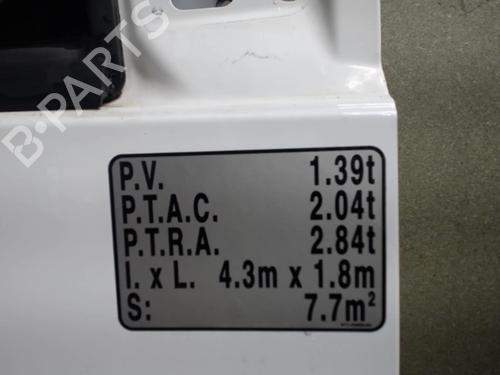 B-PARTS
P.V. 1.39t
P.T.A.C. 2.04t
P.T.R.A. 2.84t
I. x L. 4.3m x 1.8m
S: 7.7m²